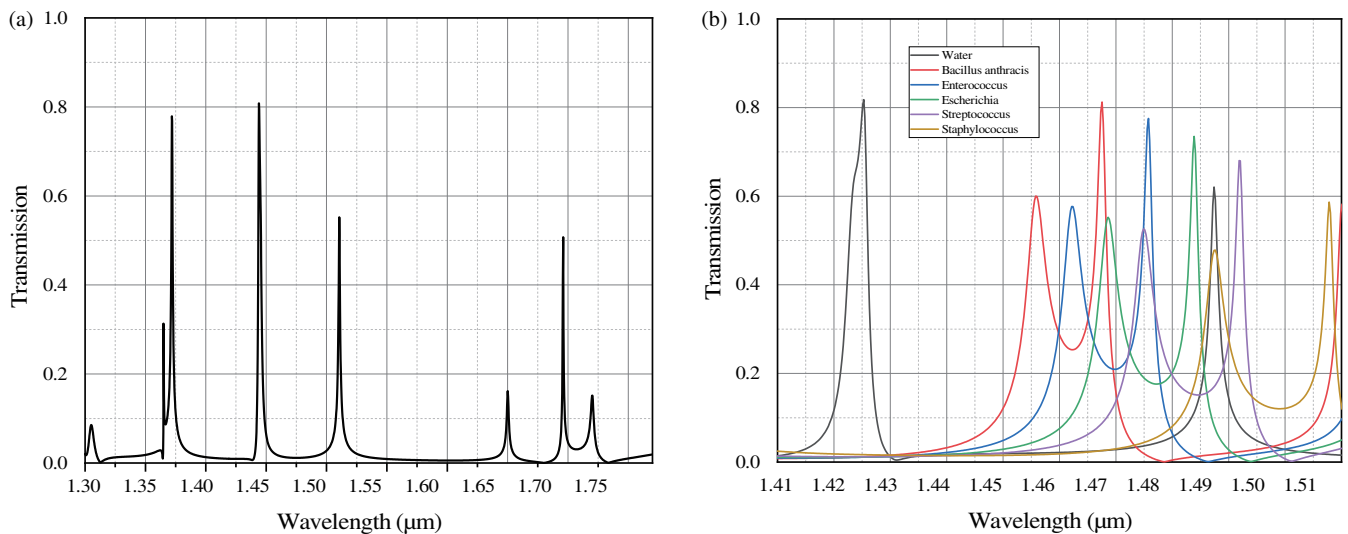 (a)
1.0
0.8
0.6
0.4
0.2
0.0
Transmission
1.30 1.35 1.40 1.45 1.50 1.55 1.60 1.65 1.70 1.75
Wavelength (μm)
(b)
1.0
0.8
0.6
0.4
0.2
0.0
Transmission
Water
Bacillus anthracis
Enterococcus
Escherichia
Streptococcus
Staphylococcus
1.41 1.42 1.43 1.44 1.45 1.46 1.47 1.48 1.49 1.50 1.51
Wavelength (μm)